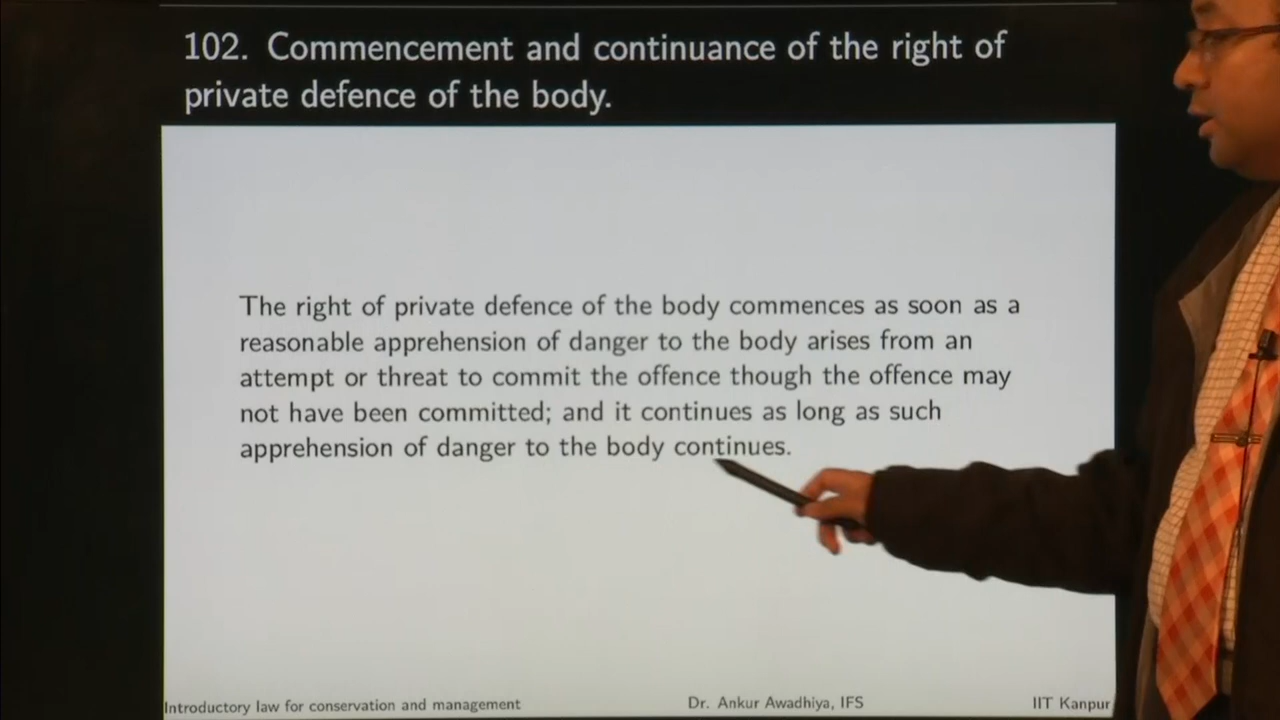 102. Commencement and continuance of the right of
private defence of the body.
The right of private defence of the body commences as soon as a
reasonable apprehension of danger to the body arises from an
attempt or threat to commit the offence though the offence may
not have been committed; and it continues as long as such
apprehension of danger to the body continues.
Introductory law for conservation and management Dr. Ankur Awadhiya, IFS IIT Kanpur